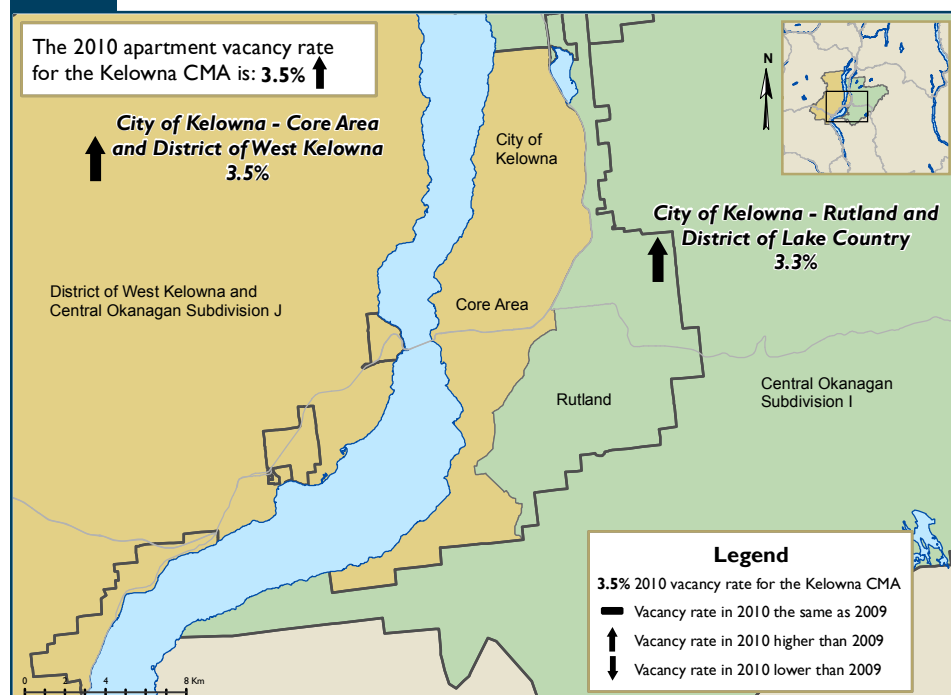 The 2010 apartment vacancy rate
for the Kelowna CMA is: 3.5%
City of Kelowna - Core Area
and District of West Kelowna
3.5%
City of
Kelowna
N
City of Kelowna - Rutland and
District of Lake Country
3.3%
District of West Kelowna and
Central Okanagan Subdivision J
Core Area
Rutland
Central Okanagan
Subdivision I
Legend
3.5% 2010 vacancy rate for the Kelowna CMA
Vacancy rate in 2010 the same as 2009
Vacancy rate in 2010 higher than 2009
Vacancy rate in 2010 lower than 2009
0 2 4 8 Km